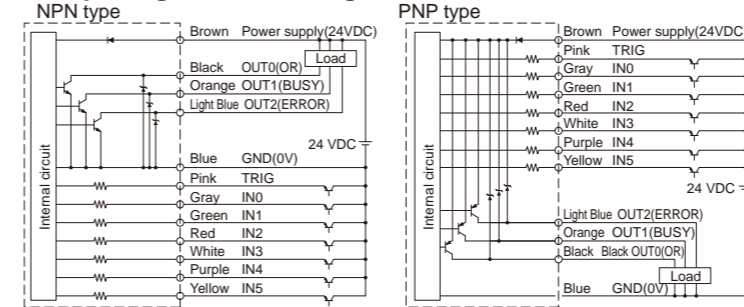 NPN type
Brown Power supply(24VDC)
Load
Black OUT0(OR)
Orange OUT1(BUSY)
Light Blue OUT2(ERROR)
24 VDC
Blue GND(0V)
Pink TRIG
Gray IN0
Green IN1
Red IN2
White IN3
Purple IN4
Yellow IN5
Internal circuit
PNP type
Brown Power supply(24VDC
Pink TRIG
Gray IN0
Green IN1
Red IN2
White IN3
Purple IN4
Yellow IN5
24 VDC
Light Blue OUT2(ERROR)
Orange OUT1(BUSY)
Black Black OUT0(OR)
Load
Blue GND(0V)
Internal circuit